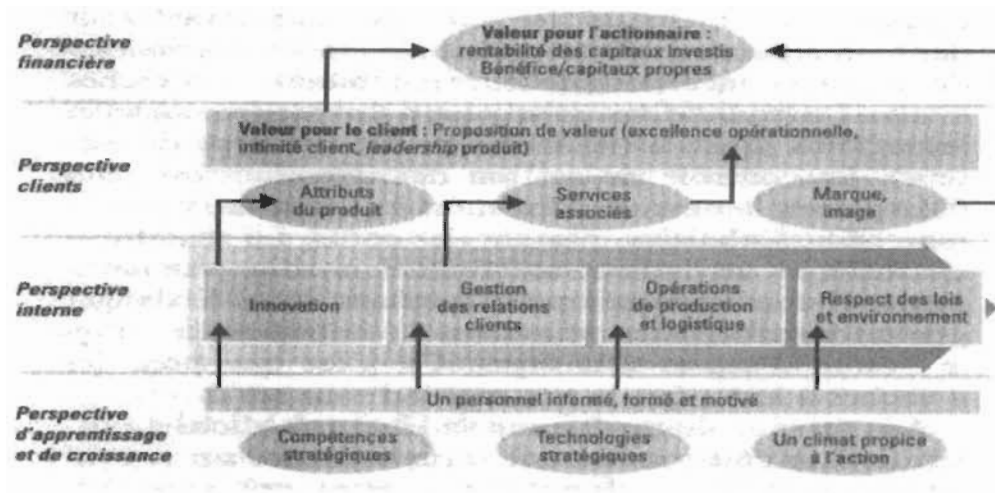 Perspective
financière
Valeur pour l'actionnaire :
rentabilité des capitaux investis
Bénéfice/capitaux propres
Perspective
clients
Valeur pour le client : Proposition de valeur (excellence opérationnelle,
intimité client, leadership produit)
Attributs
du produit
Services
associés
Marque,
image
Perspective
interne
Innovation
Gestion
des relations
clients
Opérations
de production
et logistique
Respect des lois
et environnement
Perspective
d'apprentissage
et de croissance
Un personnel informé, formé et motivé
Compétences
stratégiques
Technologies
stratégiques
Un climat propice
à l'action